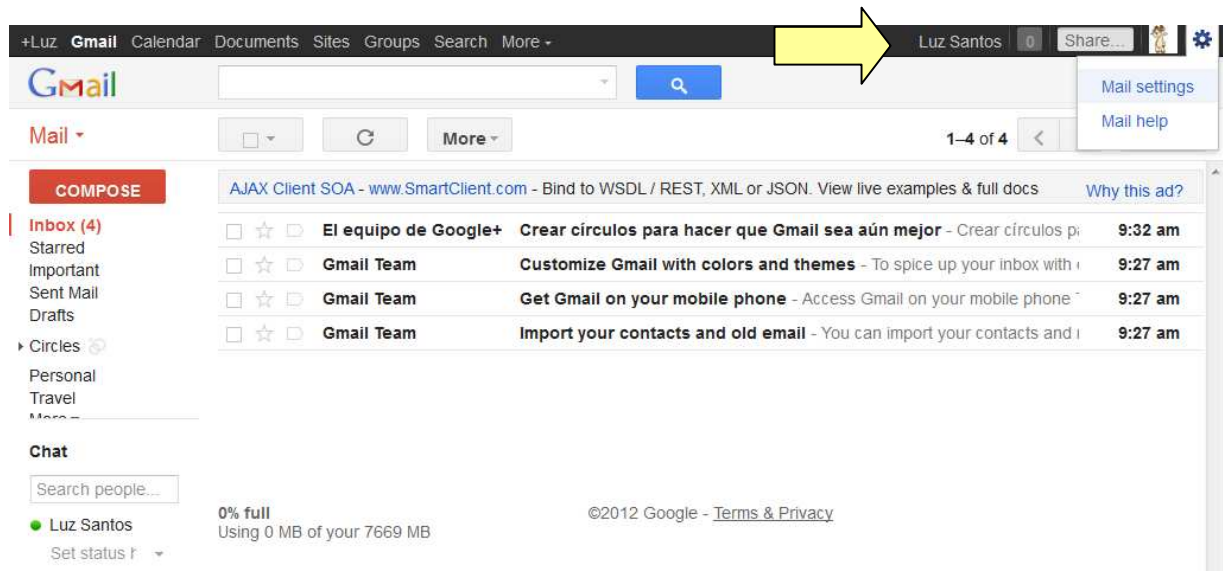 +Luz Gmail Calendar Documents Sites Groups Search More
Luz Santos 0 Share...
Gmail
Mail settings
Mail help
Mail
More
1–4 of 4
COMPOSE
AJAX Client SOA - www.SmartClient.com - Bind to WSDL / REST, XML or JSON. View live examples & full docs Why this ad?
Inbox (4)
Starred
Important
Sent Mail
Drafts
Circles
Personal
Travel
More
El equipo de Google+ Crear círculos para hacer que Gmail sea aún mejor - Crear círculos 9:32 am
Gmail Team Customize Gmail with colors and themes - To spice up your inbox with 9:27 am
Gmail Team Get Gmail on your mobile phone - Access Gmail on your mobile phone 9:27 am
Gmail Team Import your contacts and old email - You can import your contacts and 9:27 am
Chat
Search people...
Luz Santos
Set status
0% full
Using 0 MB of your 7669 MB
©2012 Google - Terms & Privacy